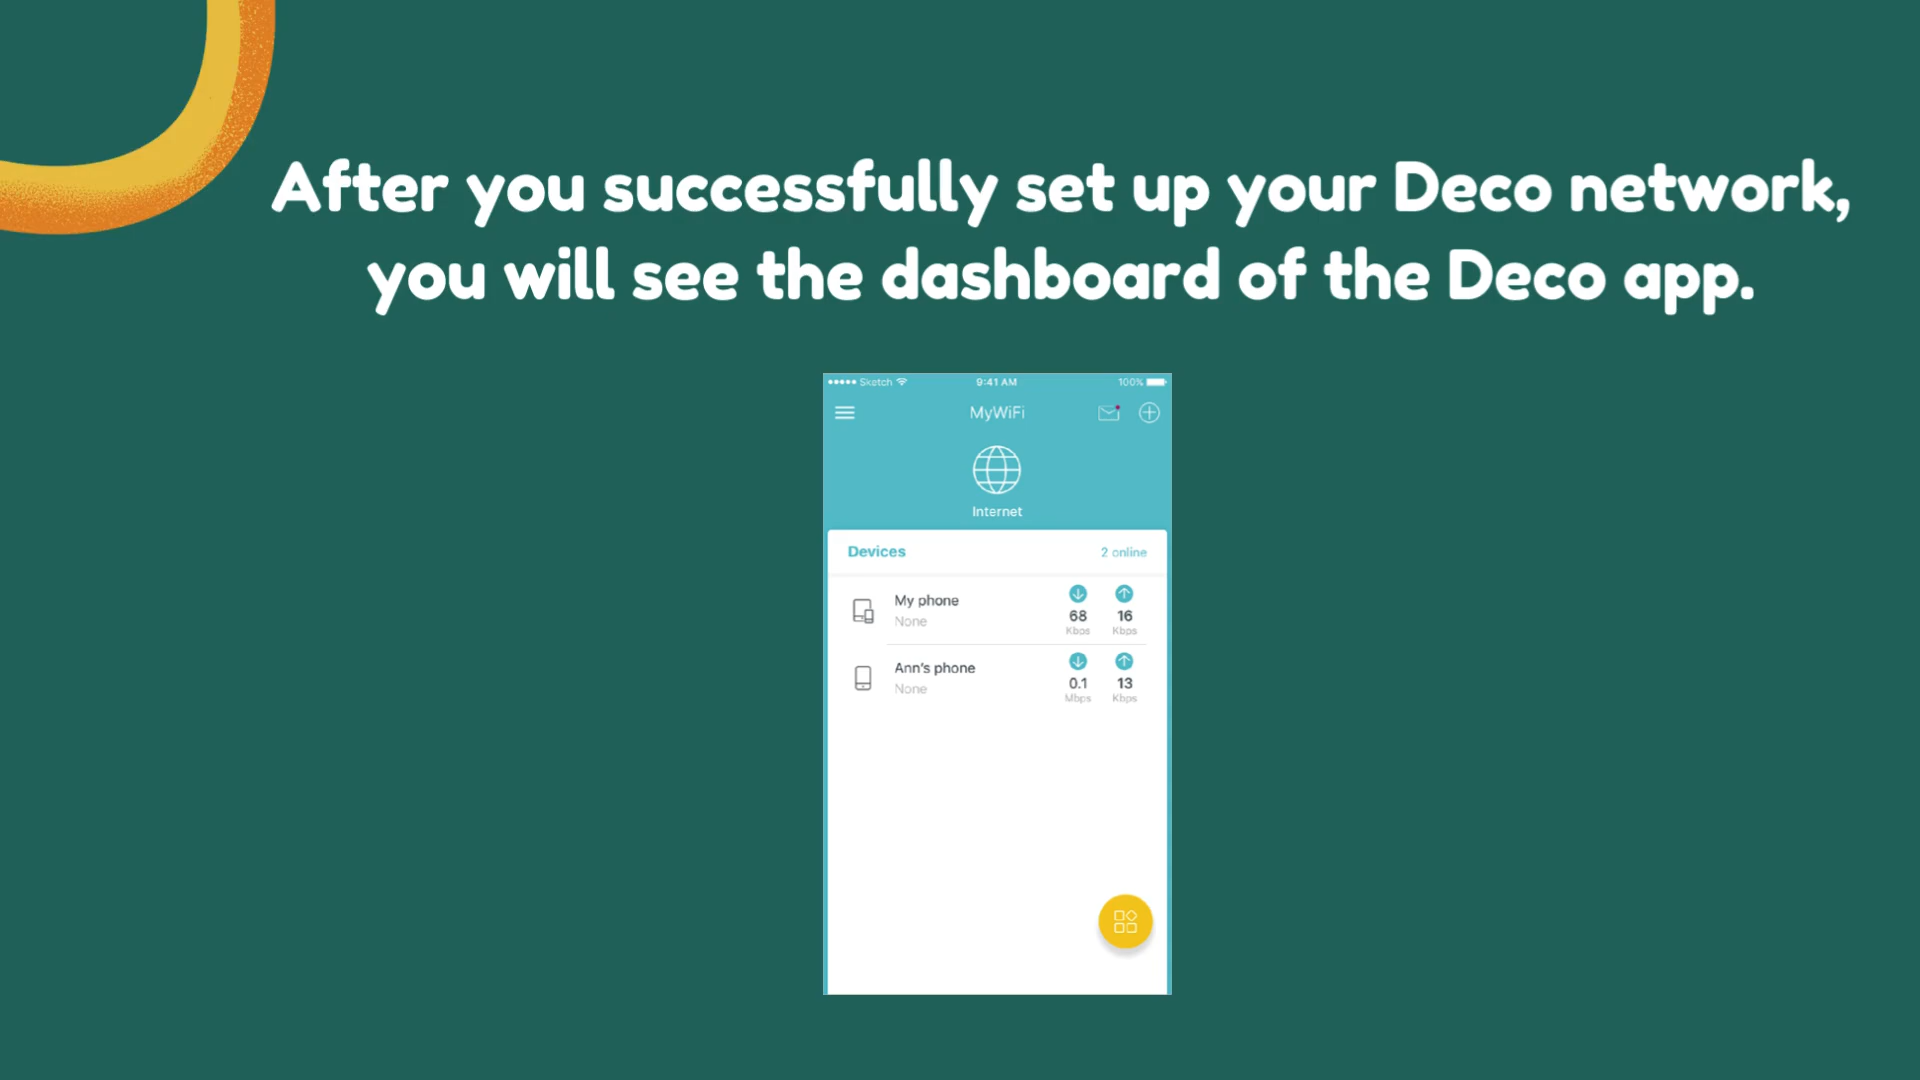 After you successfully set up your Deco network,
you will see the dashboard of the Deco app.
Sketch 9:41 AM 100%
MyWiFi
Internet
Devices 2 online
My phone
None
68 16
Kbps Kbps
Ann's phone
None
0.1 13
Mbps Kbps